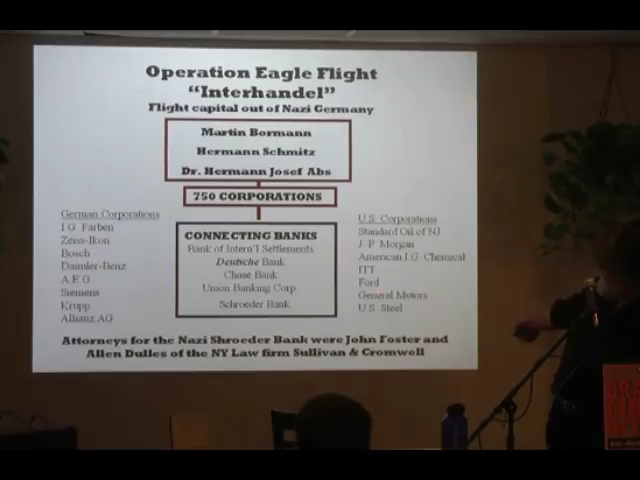 Operation Eagle Flight
"Interhandel"
Flight capital out of Nazi Germany
Martin Bormann
Hermann Schmitz
Dr. Hermann Josef Abs
750 CORPORATIONS
German Corporations
I.G. Farben
Zeiss-Ikon
Bosch
Daimler-Benz
A.E.G
Siemens
Krupp
Allianz AG
CONNECTING BANKS
Bank of Intern'l Settlements
Deutsche Bank
Chase Bank
Union Banking Corp
Schroeder Bank
U.S. Corporations
Standard Oil of NJ
J. P. Morgan
American I.G. Chemical
ITT
Ford
General Motors
U.S. Steel
Attorneys for the Nazi Shroeder Bank were John Foster and
Allen Dulles of the NY Law firm Sullivan & Cromwell